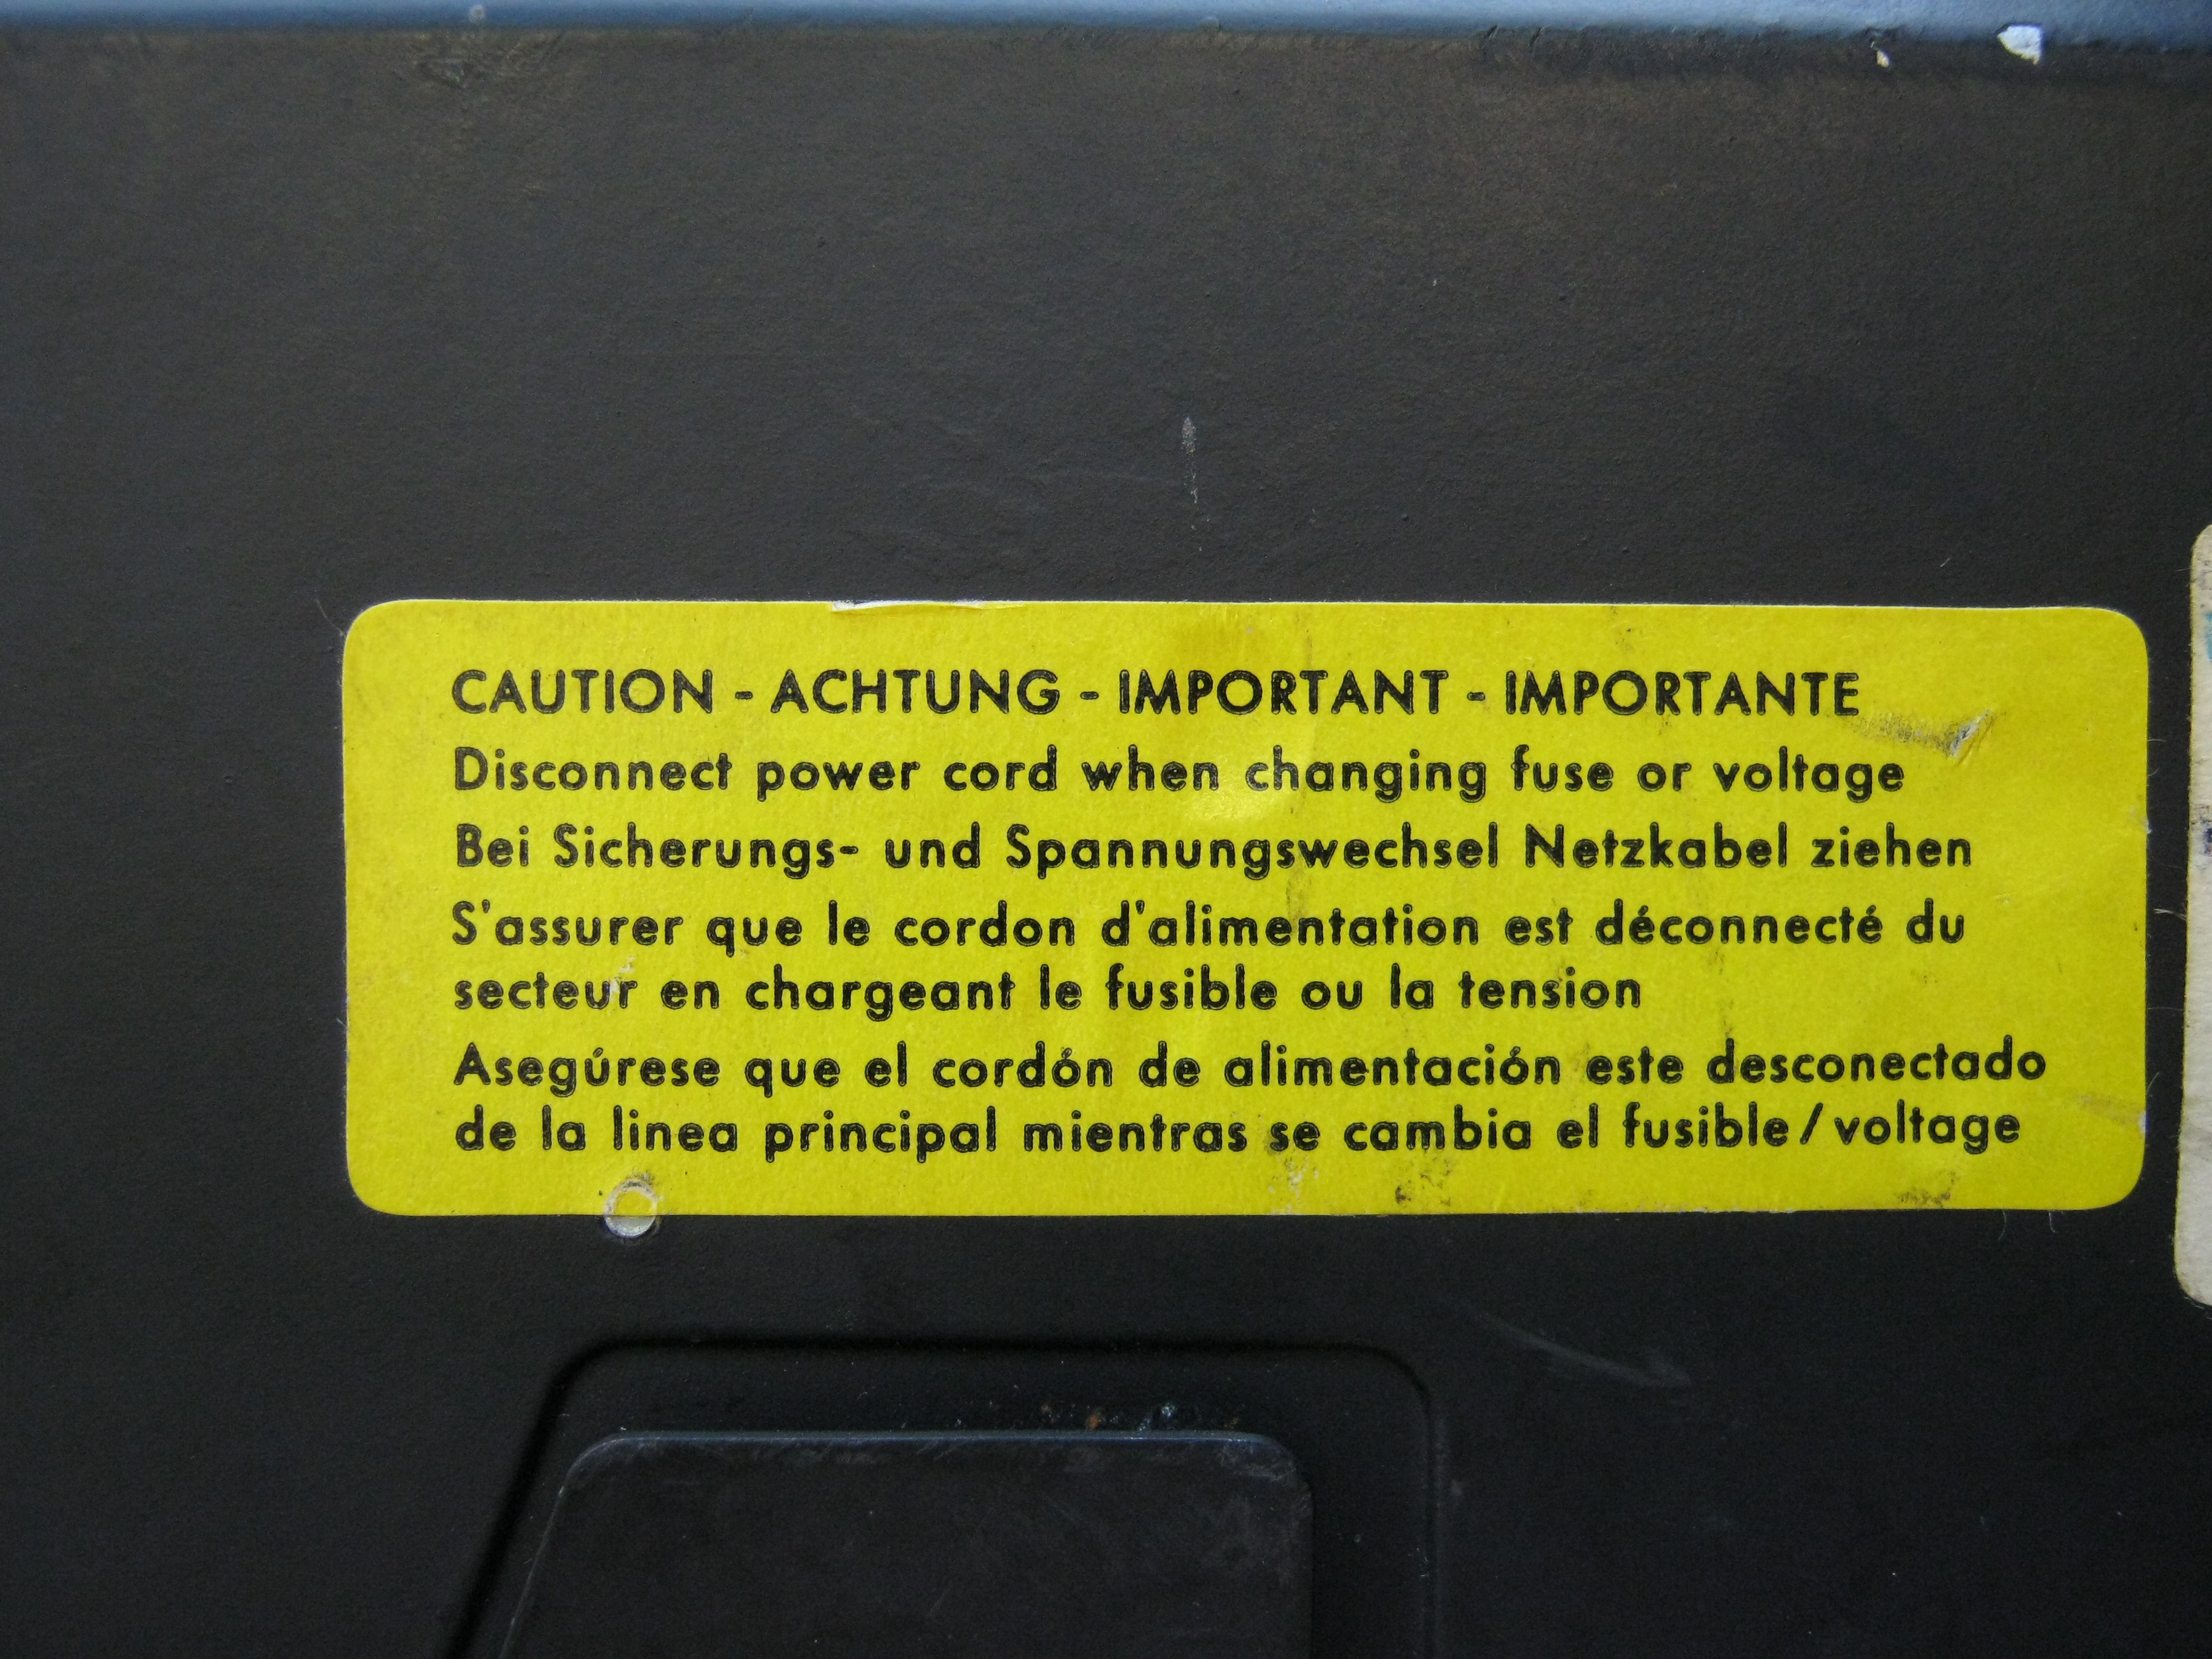 CAUTION - ACHTUNG - IMPORTANT - IMPORTANTE
Disconnect power cord when changing fuse or voltage
Bei Sicherungs- und Spannungswechsel Netzkabel ziehen
S'assurer que le cordon d'alimentation est déconnecté du
secteur en chargeant le fusible ou la tension
Asegúrese que el cordón de alimentación este desconectado
de la linea principal mientras se cambia el fusible/voltage